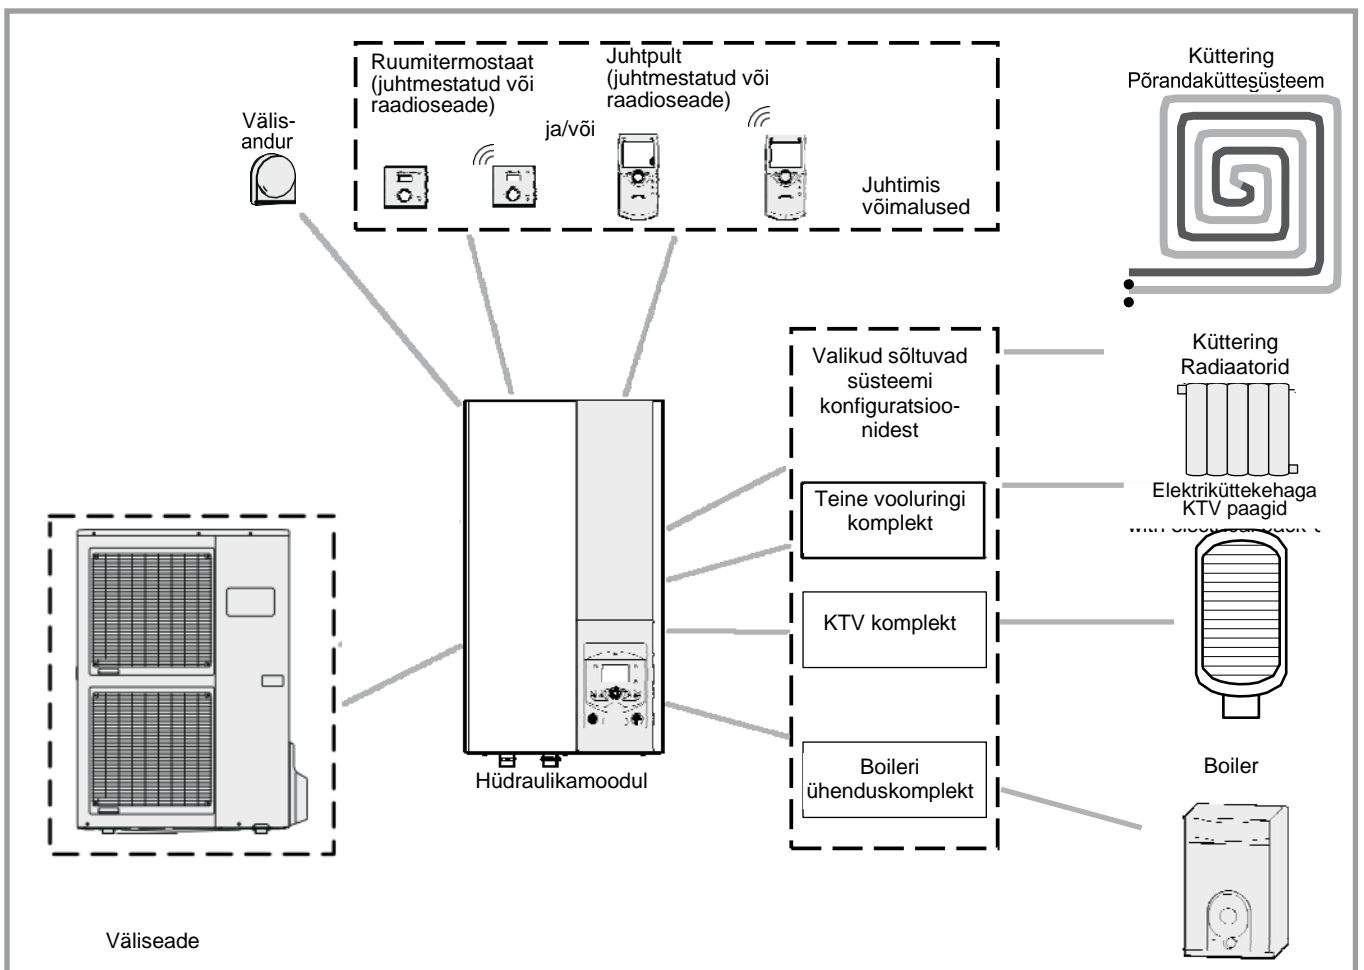 Ruumitermostaat
(juhtmestatud või
raadioseade)
ja/või
Juhtpult
(juhtmestatud või
raadioseade)
Juhtimis
võimalused
Välis-
andur
Küttering
Põrandaküttesüsteem
Valikud sõltuvad
süsteemi
konfiguratsioo-
nidest
Küttering
Radiaatorid
Teine vooluringi
komplekt
Elektriküttekehaga
KTV paagid
KTV komplekt
Boileri
ühenduskomplekt
Boiler
Hüdraulikamoodul
Väliseade